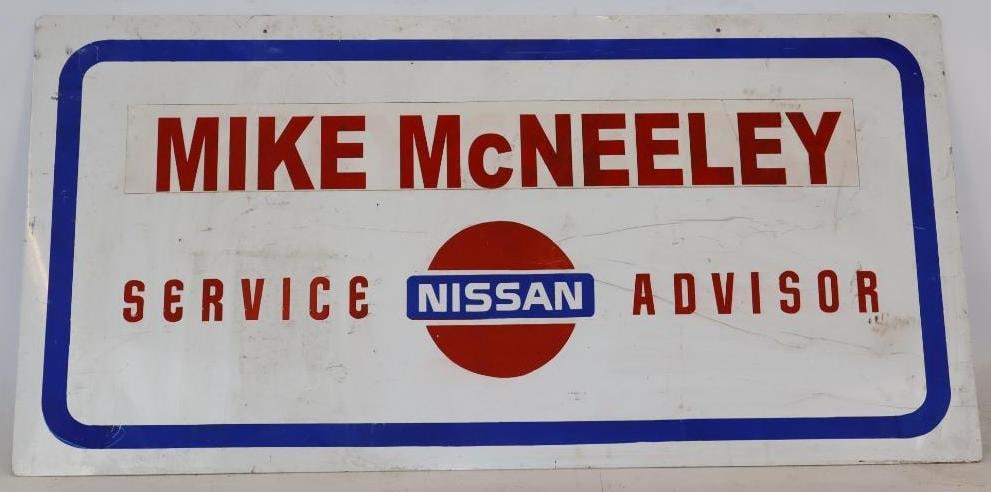 MIKE McNEELEY
SERVICE NISSAN ADVISOR